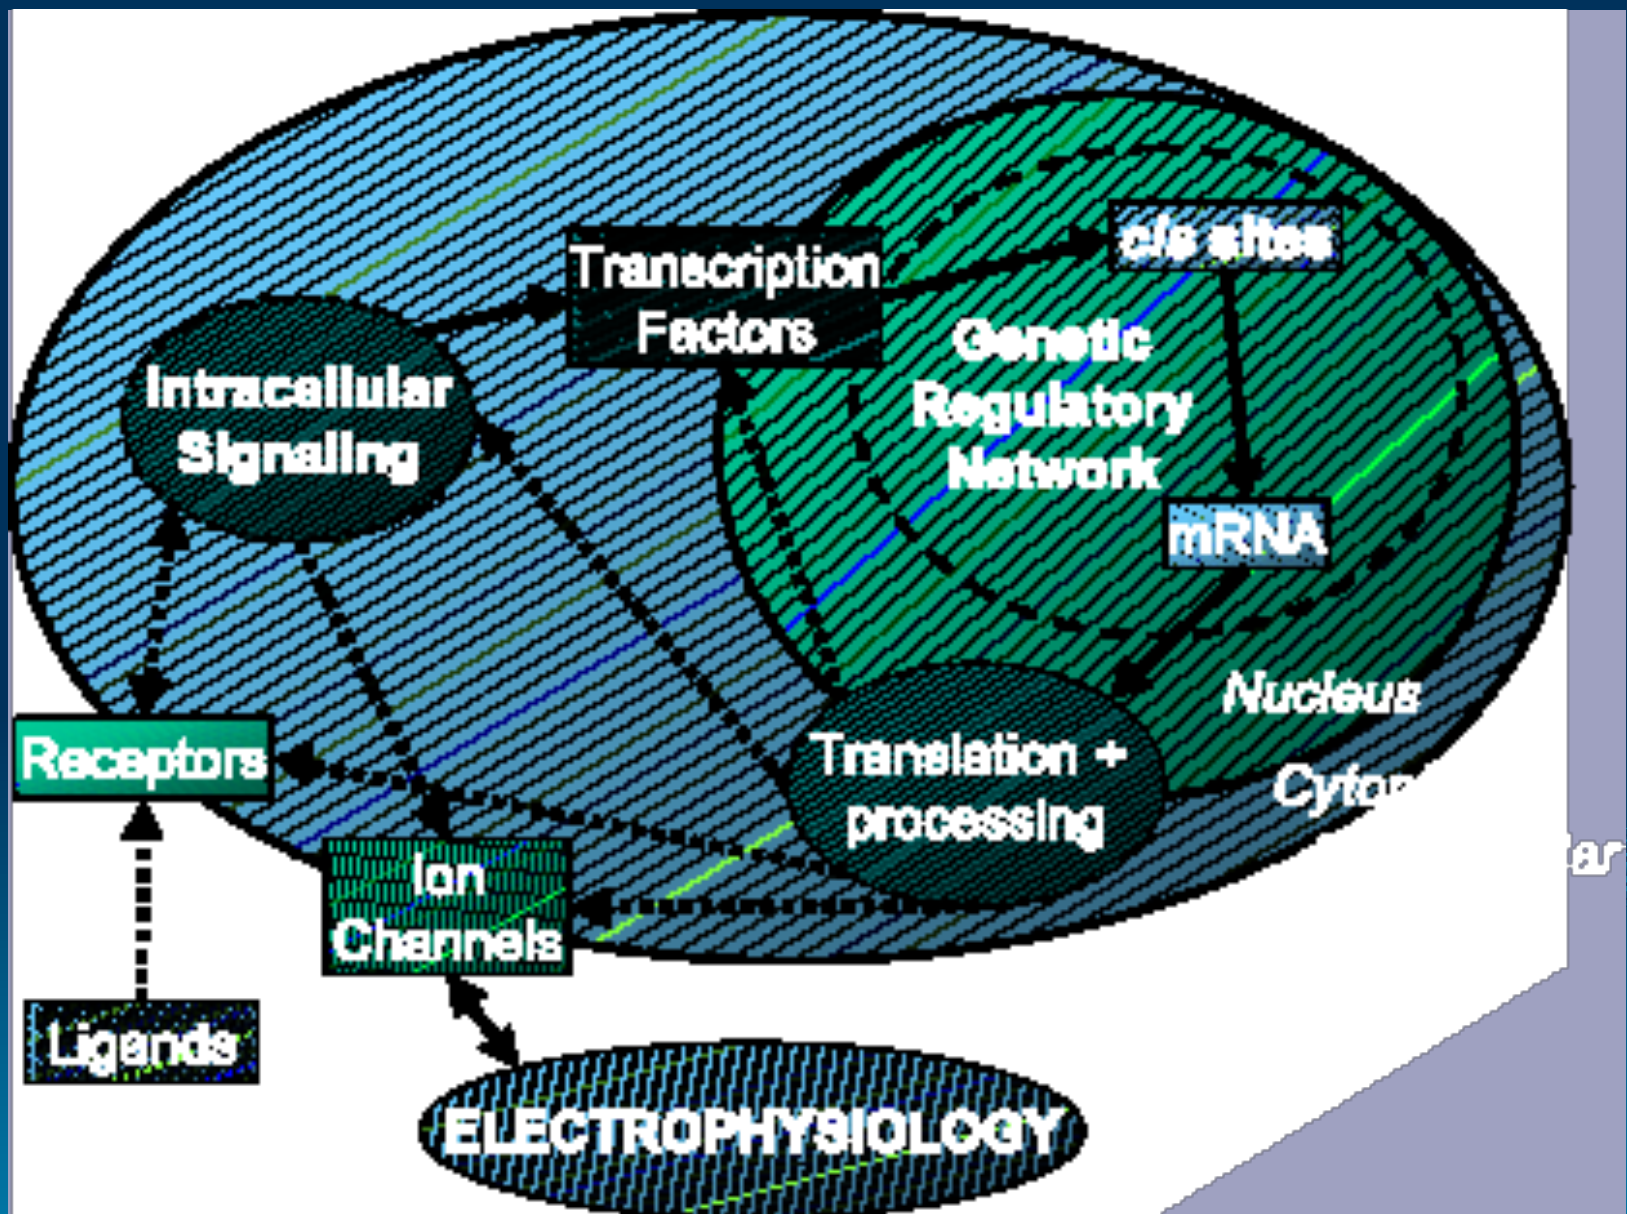 cis sites
Transcription
Factors
Genetic
Regulatory
Network
Intracellular
Signaling
mRNA
Nucleus
Receptors
Translation +
processing
Ion
Channels
Ligands
ELECTROPHYSIOLOGY